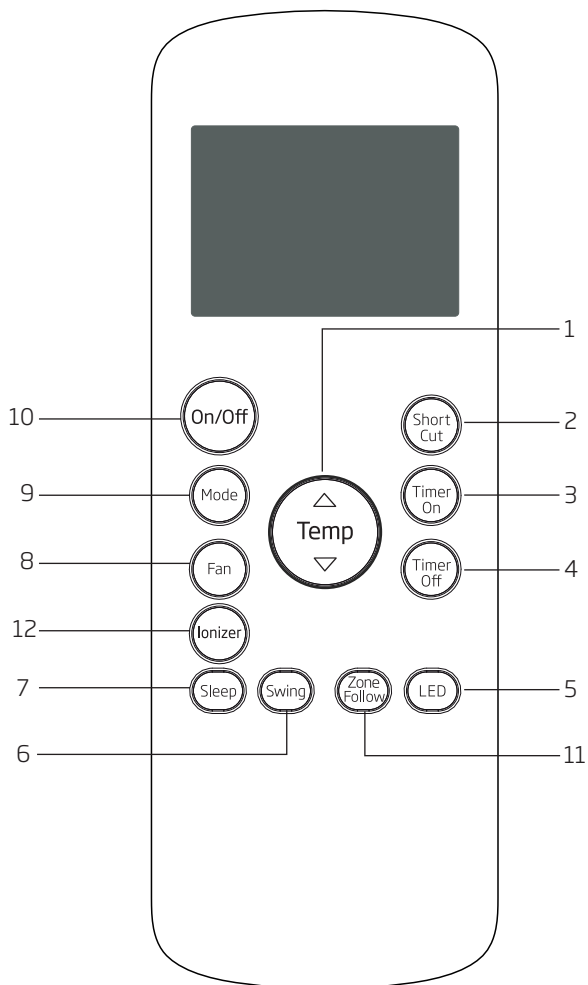 1
On/Off
10
Short
Cut
2
Mode
9
Timer
On
3
Temp
Fan
8
Timer
Off
4
Ionizer
12
Sleep
7
Swing
Zone
Follow
LED
5
6
11